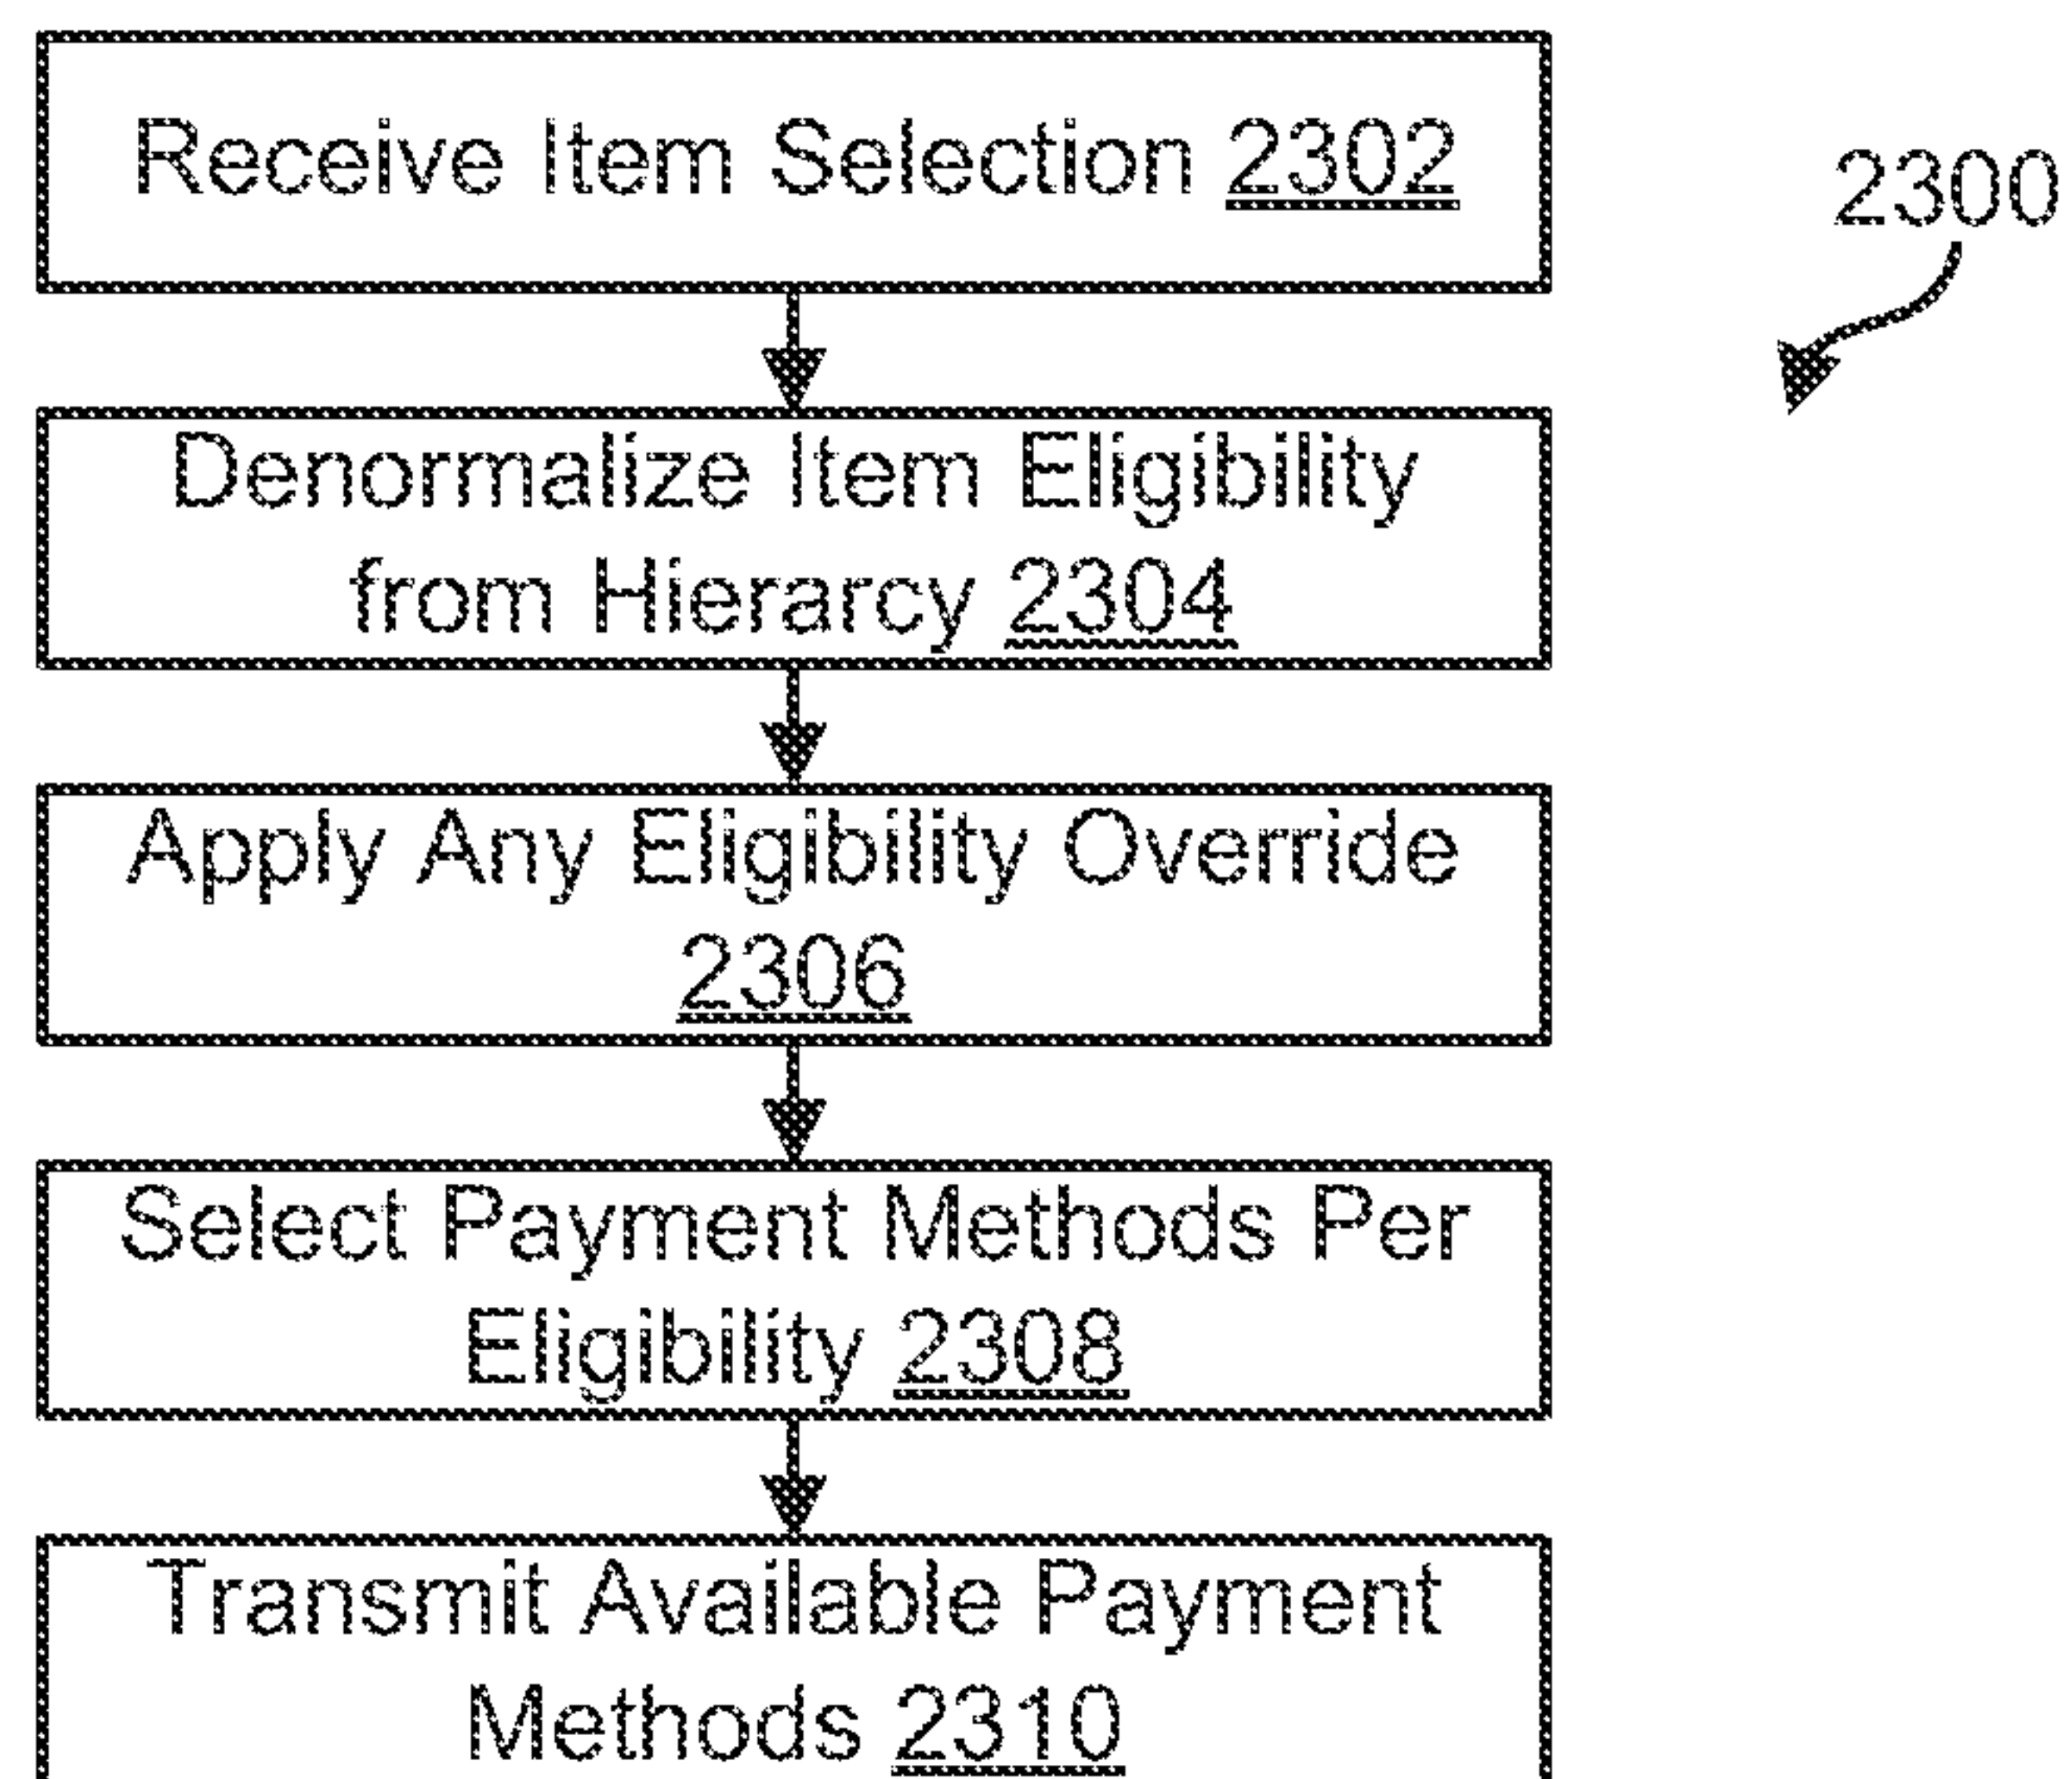 Receive Item Selection 2302
2300
Denormalize Item Eligibility
from Hierarcy 2304
Apply Any Eligibility Override
2306
Select Payment Methods Per
Eligibility 2308
Transmit Available Payment
Methods 2310